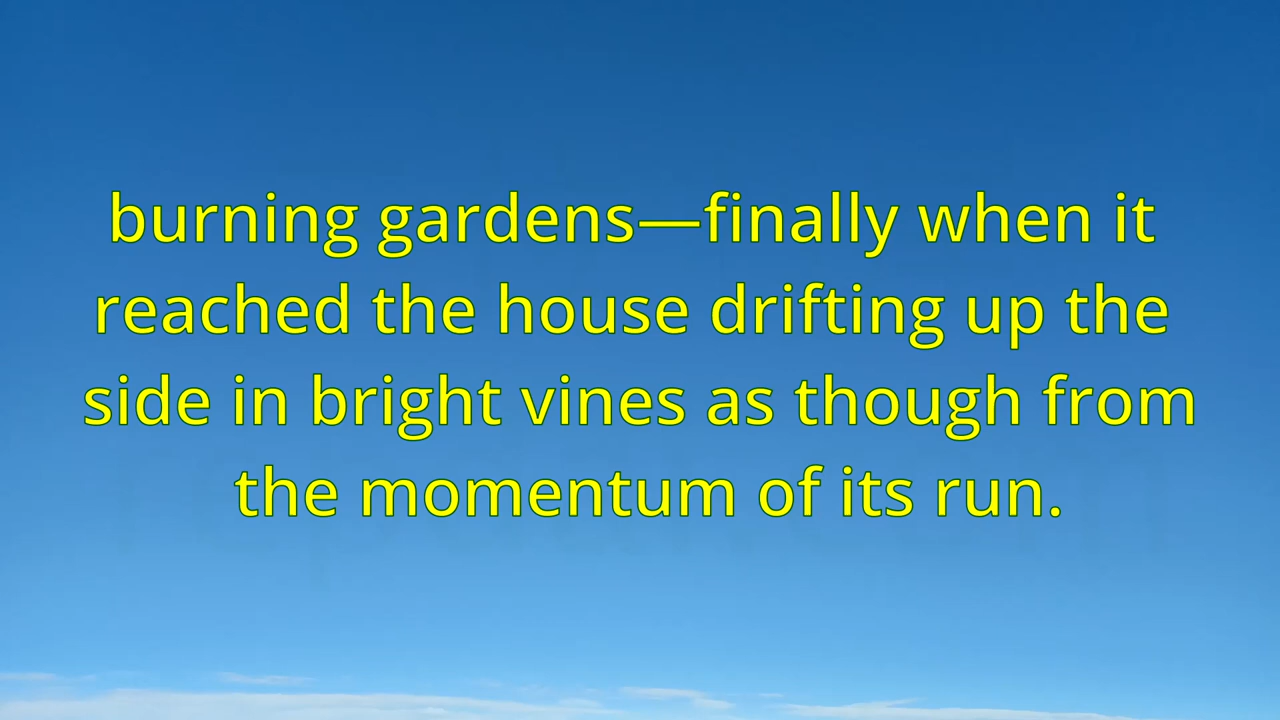 burning gardens—finally when it
reached the house drifting up the
side in bright vines as though from
the momentum of its run.